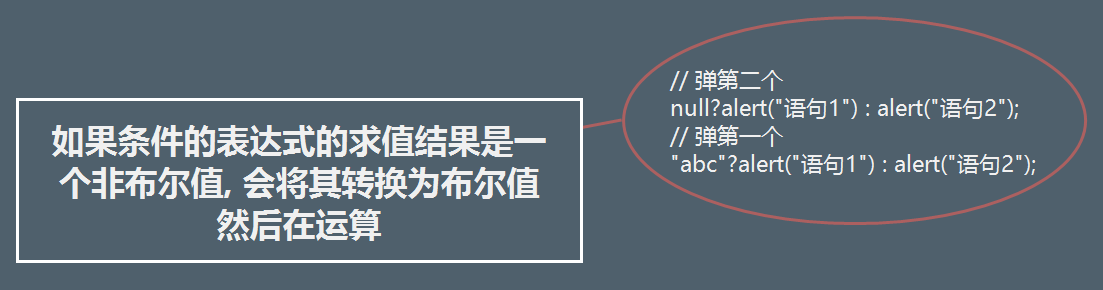 如果条件的表达式的求值结果是一
个非布尔值, 会将其转换为布尔值
然后在运算
// 弹第二个
null?alert("语句1") : alert("语句2");
// 弹第一个
"abc"?alert("语句1") : alert("语句2");